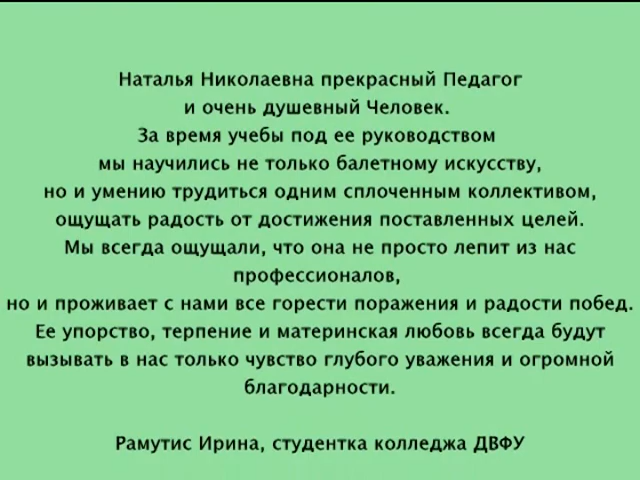 Наталья Николаевна прекрасный Педагог
и очень душевный Человек.
За время учебы под ее руководством
мы научились не только балетному искусству,
но и умению трудиться одним сплоченным коллективом,
ощущать радость от достижения поставленных целей.
Мы всегда ощущали, что она не просто лепит из нас
профессионалов,
но и проживает с нами все горести поражения и радости побед.
Ее упорство, терпение и материнская любовь всегда будут
вызывать в нас только чувство глубого уважения и огромной
благодарности.
Рамутис Ирина, студентка колледжа ДВФУ